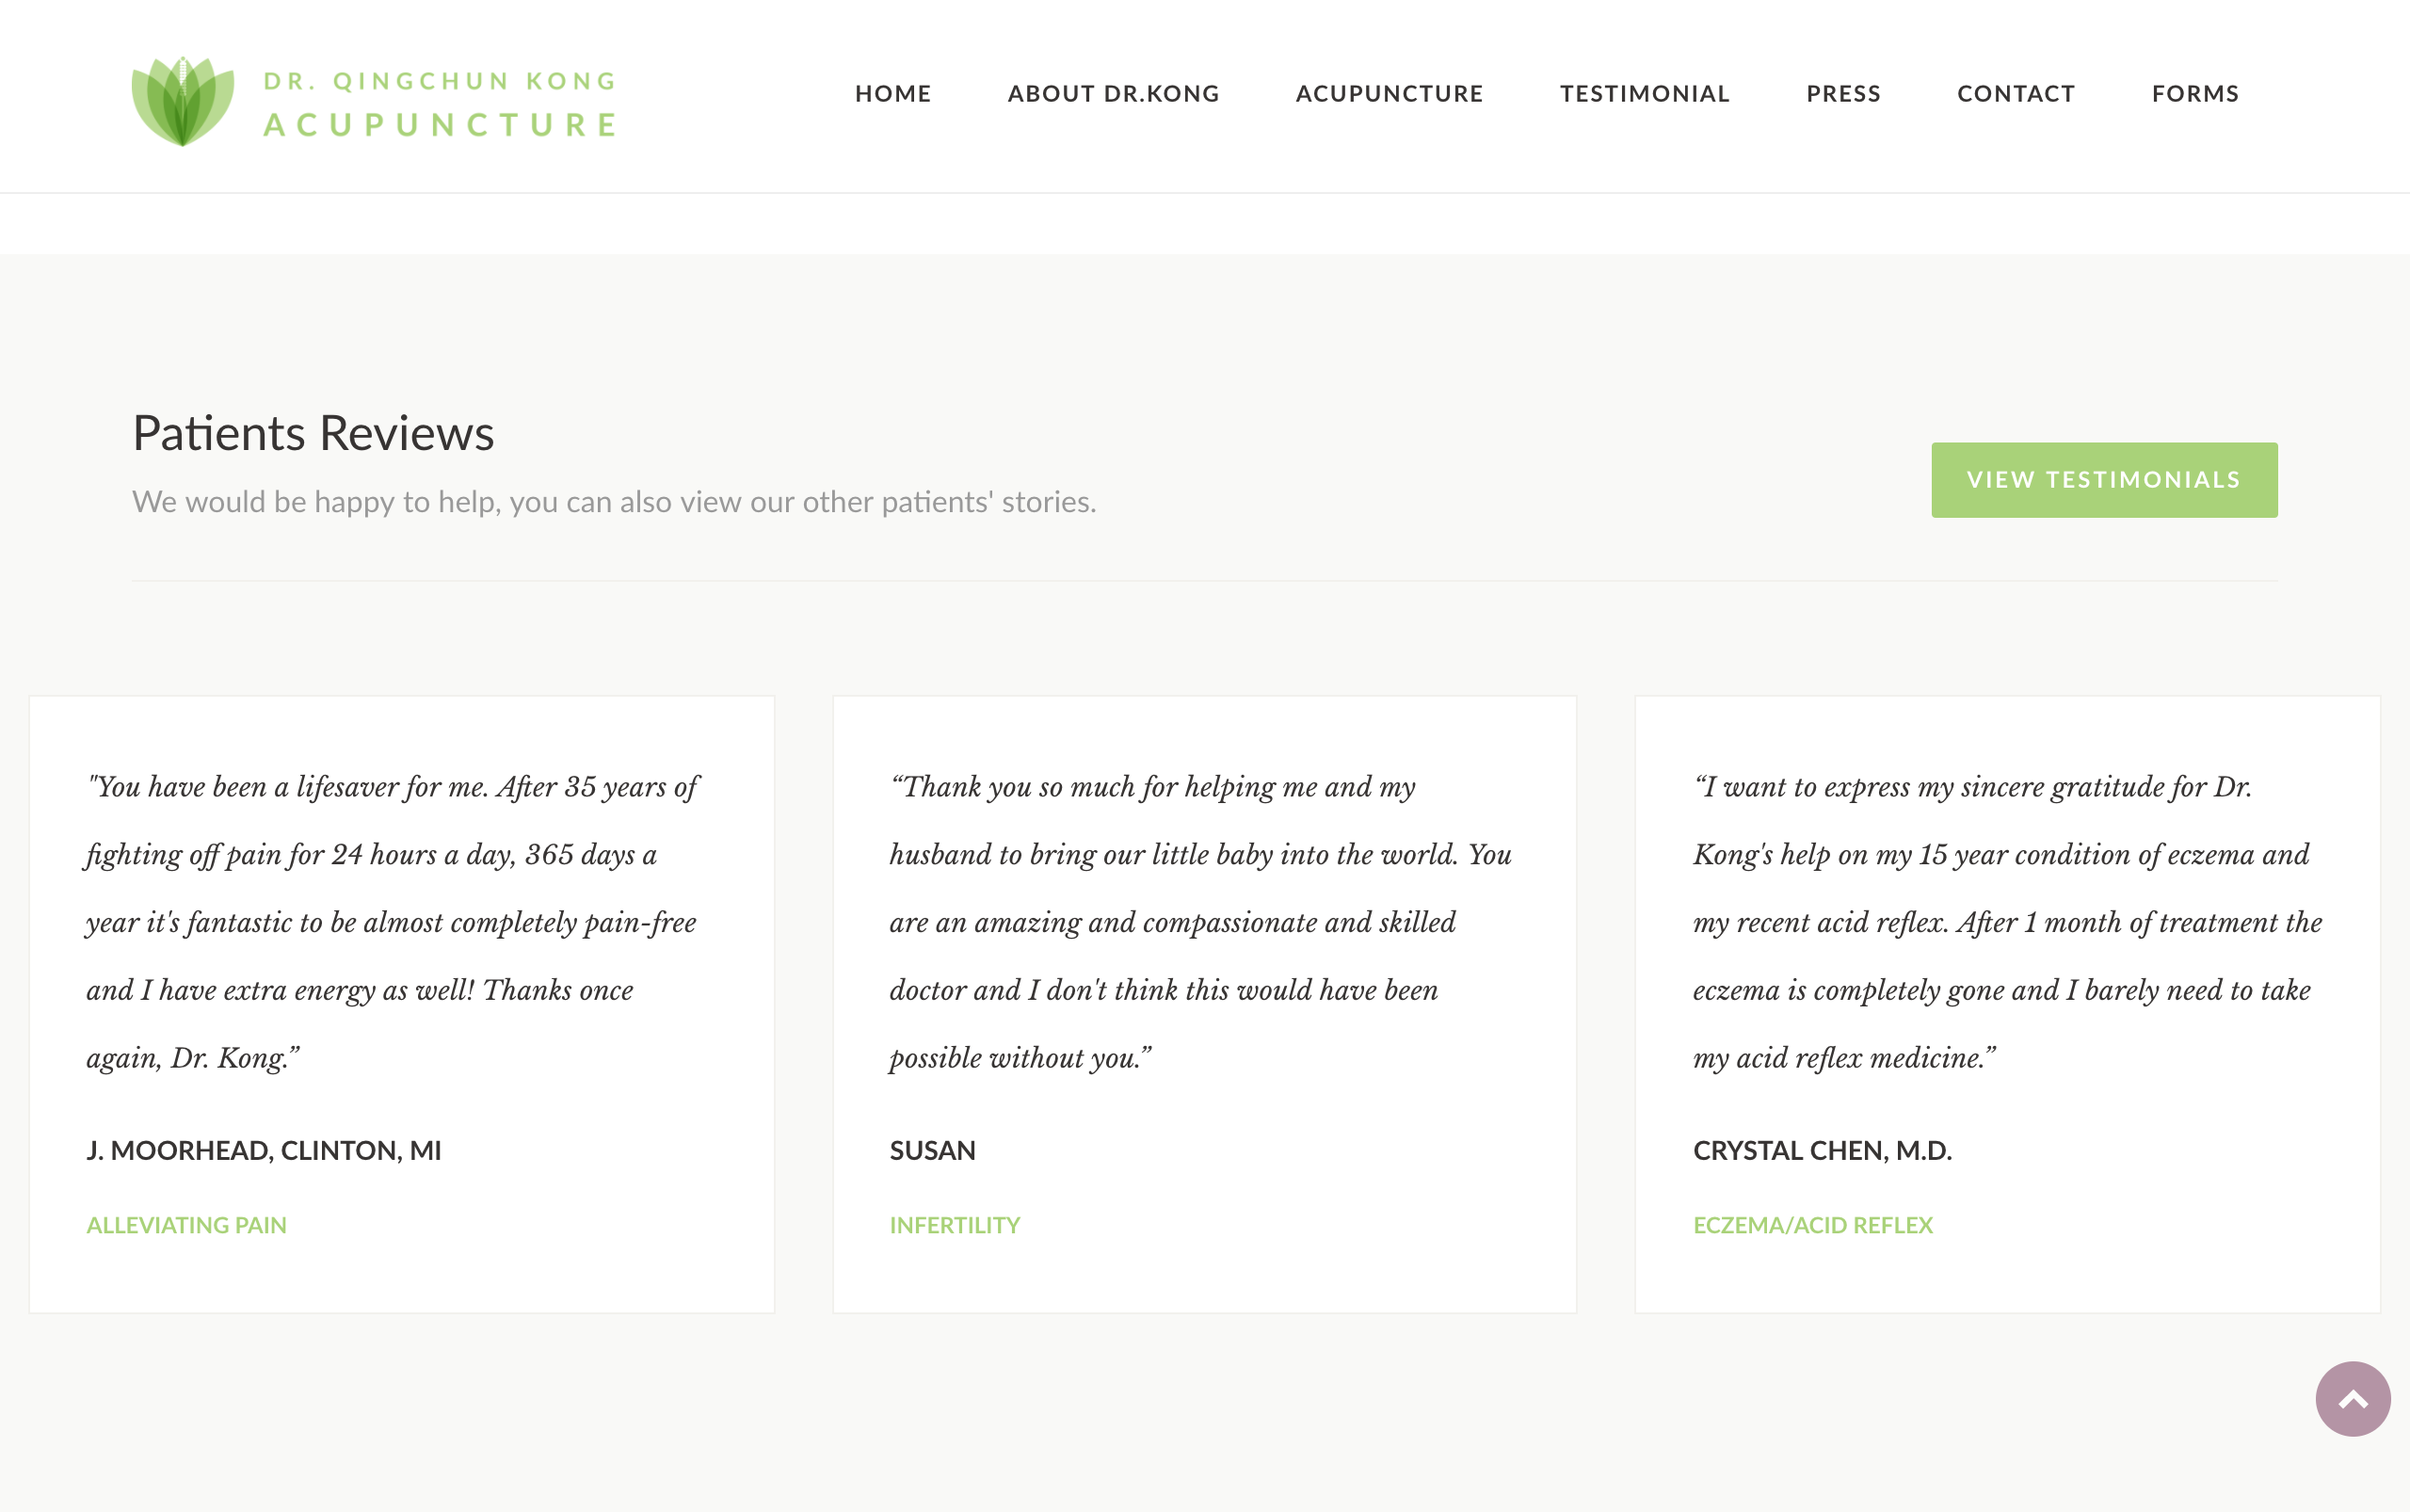 DR. QINGCHUN KONG
ACUPUNCTURE
HOME ABOUT DR.KONG ACUPUNCTURE TESTIMONIAL PRESS CONTACT FORMS
Patients Reviews
We would be happy to help, you can also view our other patients' stories.
VIEW TESTIMONIALS
"You have been a lifesaver for me. After 35 years of
fighting off pain for 24 hours a day, 365 days a
year it's fantastic to be almost completely pain-free
and I have extra energy as well! Thanks once
again, Dr. Kong.”
J. MOORHEAD, CLINTON, MI
ALLEVIATING PAIN
“Thank you so much for helping me and my
husband to bring our little baby into the world. You
are an amazing and compassionate and skilled
doctor and I don't think this would have been
possible without you.”
SUSAN
INFERTILITY
“I want to express my sincere gratitude for Dr.
Kong's help on my 15 year condition of eczema and
my recent acid reflex. After 1 month of treatment the
eczema is completely gone and I barely need to take
my acid reflex medicine.”
CRYSTAL CHEN, M.D.
ECZEMA/ACID REFLEX